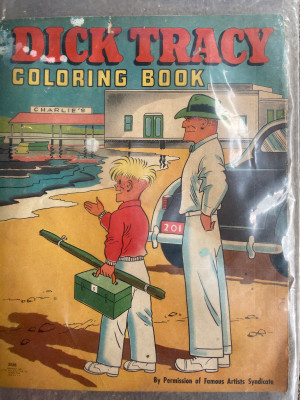 DICK TRACY
COLORING BOOK
CHARLIE'S
201
By Permission of Famous Artists Syndicate